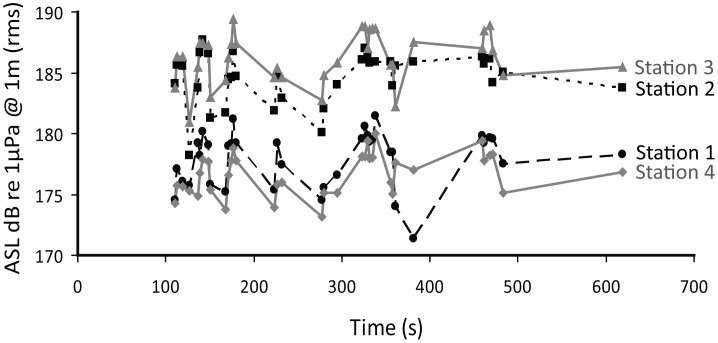 ASL dB re 1µPa @ 1m (rms)
190
185
180
175
170
Station 3
Station 2
Station 1
Station 4
0 100 200 300 400 500 600 700
Time (s)